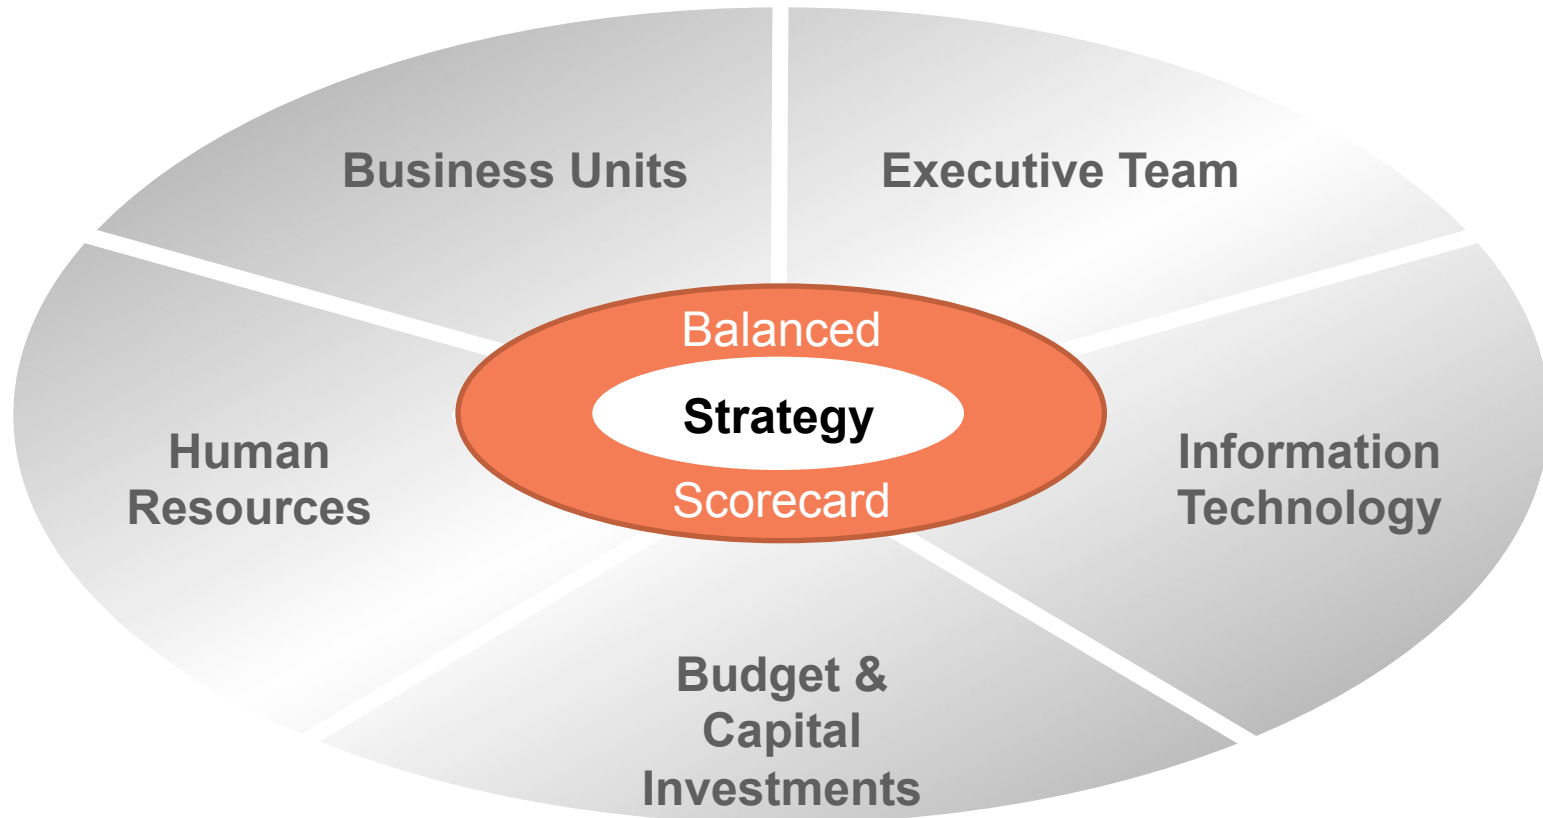 Business Units
Executive Team
Balanced
Strategy
Scorecard
Human
Resources
Information
Technology
Budget &
Capital
Investments